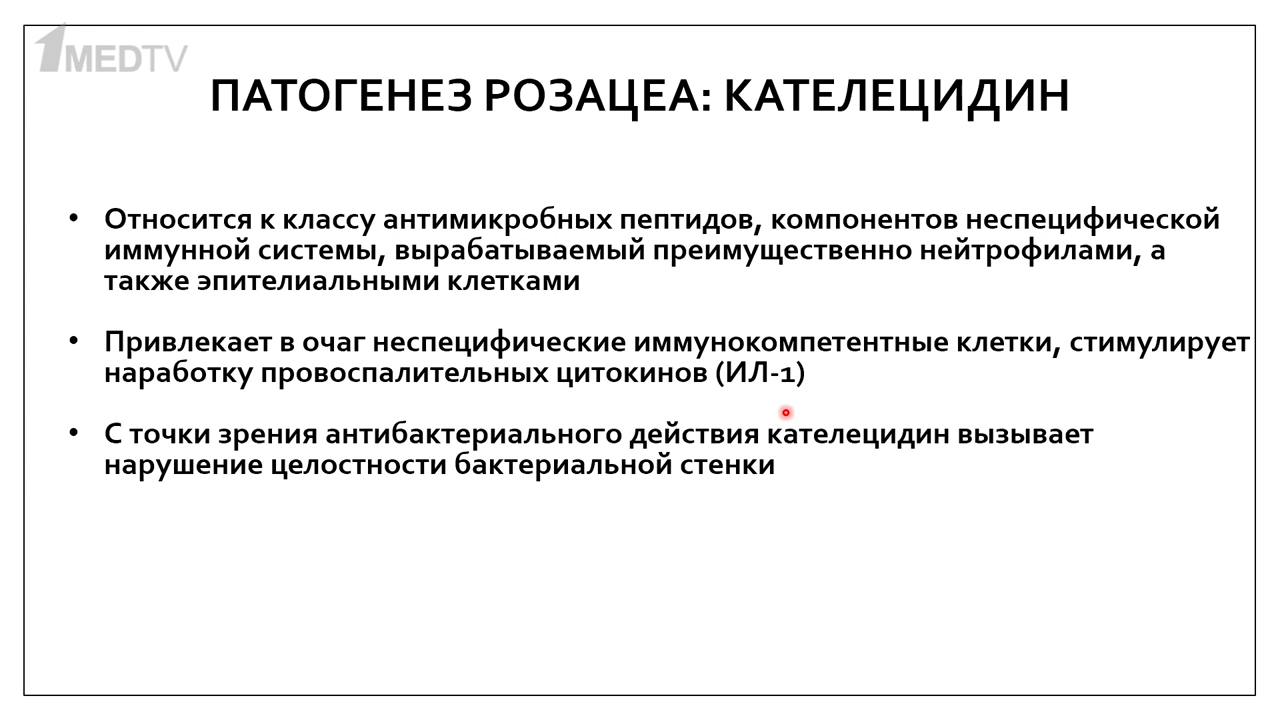 1MEDTV
ПАТОГЕНЕЗ РОЗАЦЕА: КАТЕЛЕЦИДИН
• Относится к классу антимикробных пептидов, компонентов неспецифической
иммунной системы, вырабатываемый преимущественно нейтрофилами, а
также эпителиальными клетками
• Привлекает в очаг неспецифические иммунокомпетентные клетки, стимулирует
наработку провоспалительных цитокинов (ИЛ-1)
• С точки зрения антибактериального действия кателецидин вызывает
нарушение целостности бактериальной стенки